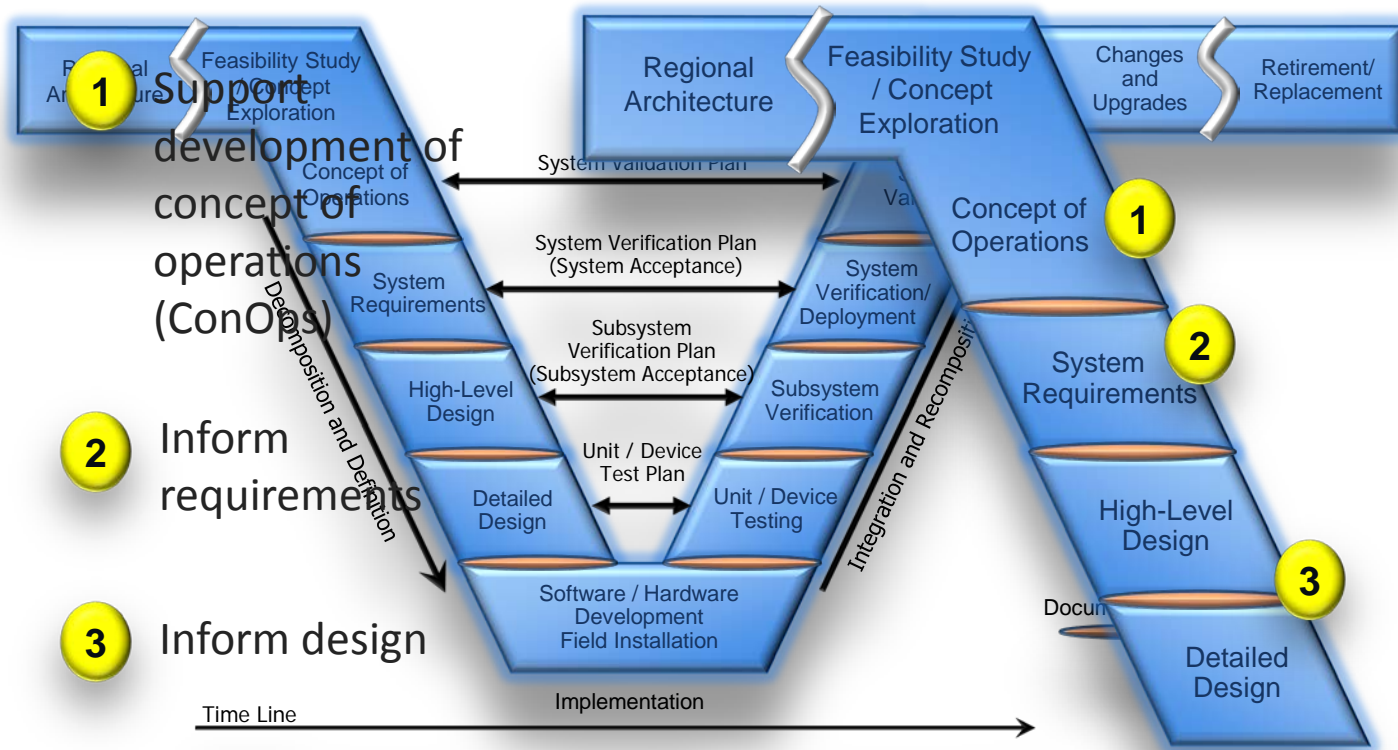 Regional
Architecture
Feasibility Study
/ Concept
Exploration
Changes
and
Upgrades
Retirement/
Replacement
Feasibility Study
/ Concept
Exploration
1
Support
development of
concept of
operations
(ConOps)
Concept of
Operations
System Validation Plan
Concept of
Operations
1
System
Requirements
System Verification Plan
(System Acceptance)
System
Verification/
Deployment
System
Requirements
2
High-Level
Design
Subsystem
Verification Plan
(Subsystem Acceptance)
Subsystem
Verification
2
Inform
requirements
Decomposition and Definition
Detailed
Design
Unit / Device
Test Plan
Unit / Device
Testing
Integration and
High-Level
Design
3
3
Inform design
Software / Hardware
Development
Field Installation
Detailed
Design
Implementation
Time Line